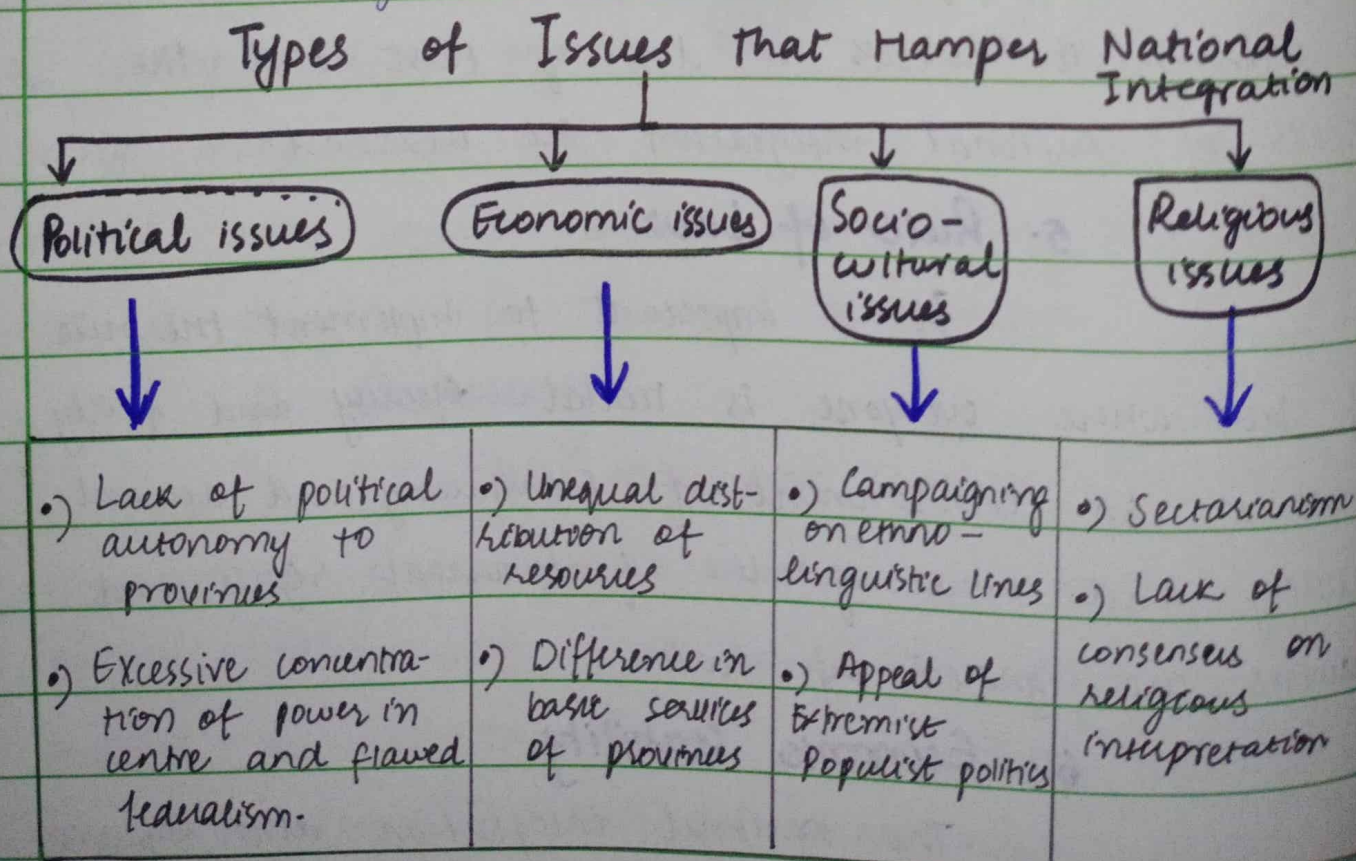 Types of Issues that Hamper National
Integration
Political issues
Economic issues
Socio-
cultural
issues
Religious
issues
•) Lack of political
autonomy to
provinces
•) Excessive concentra-
tion of power in
centre and flawed
fedralism.
•) Unequal dist-
ribution of
resources
•) Difference in
basic services
of provinces
•) Campaigning
on ethno-
linguistic lines
•) Appeal of
Extremist
Populist politics
•) Sectarianism
•) Lack of
consensus on
religious
interpretation